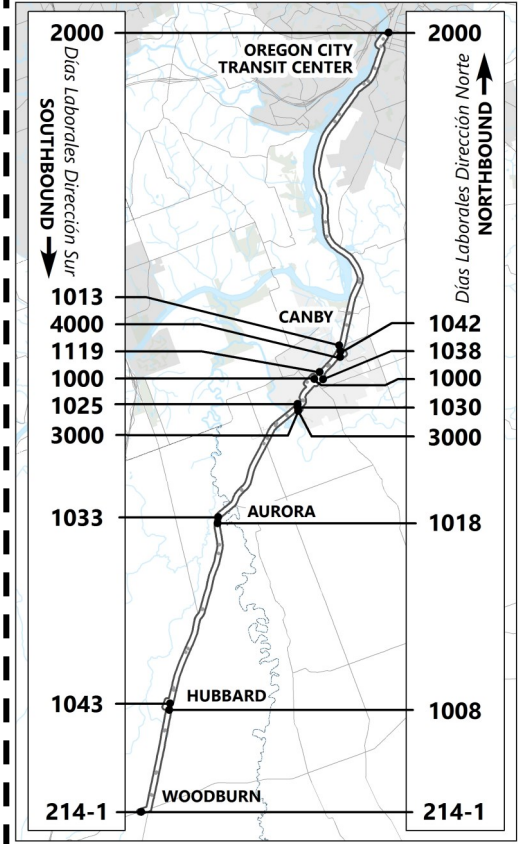 2000
Días Laborales Dirección Sur
SOUTHBOUND
1013
4000
1119
1000
1025
3000
1033
1043
214-1
OREGON CITY
TRANSIT CENTER
CANBY
AURORA
HUBBARD
WOODBURN
2000
Días Laborales Dirección Norte
NORTHBOUND
1042
1038
1000
1030
3000
1018
1008
214-1